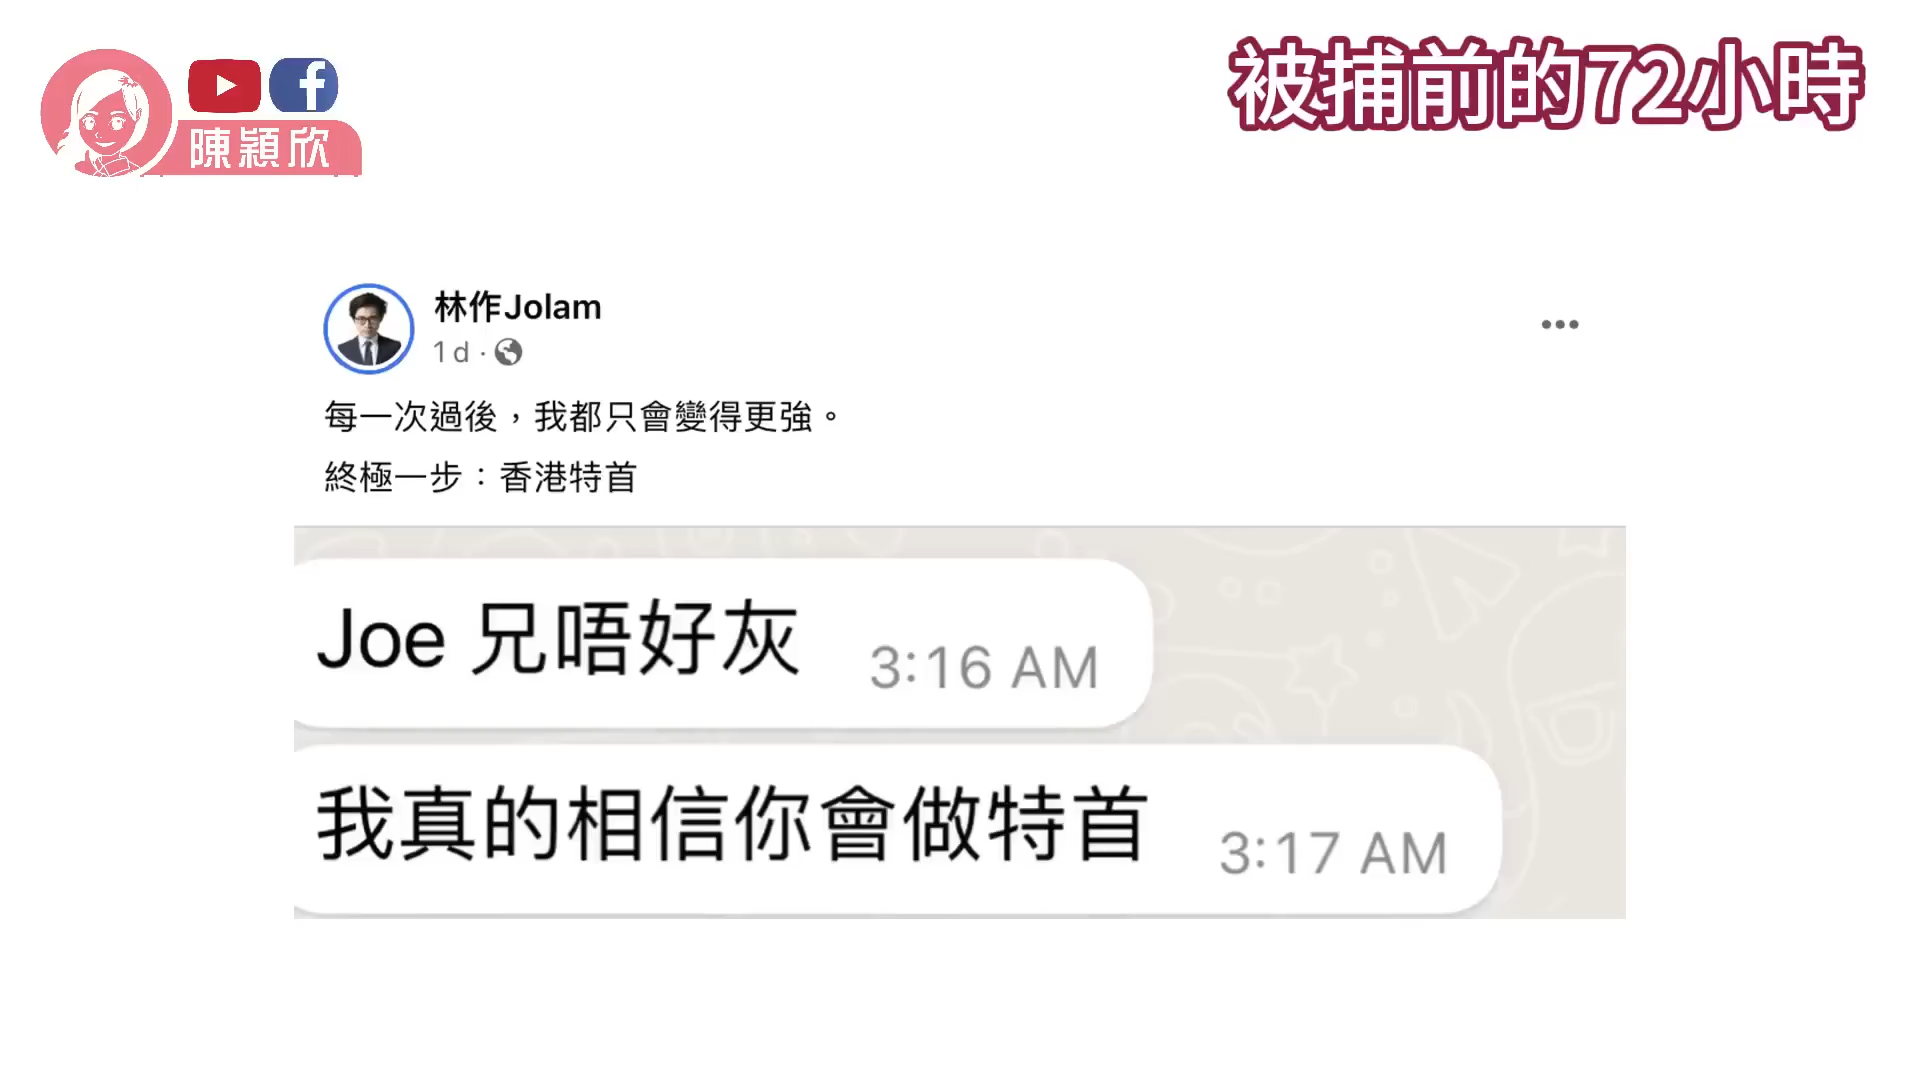 陳穎欣
被捕前的72小時
林作Jolam
1 d ·
每一次過後，我都只會變得更強。
終極一步：香港特首
Joe 兄唔好灰 3:16 AM
我真的相信你會做特首 3:17 AM